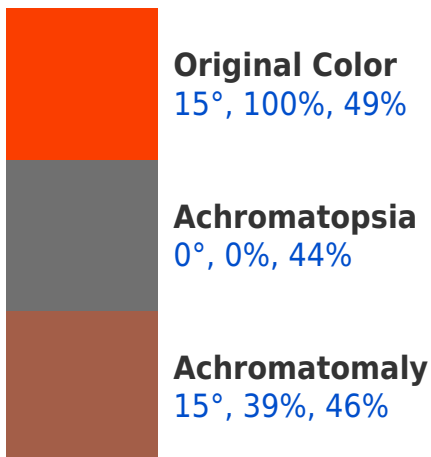 Original Color
15°, 100%, 49%
Achromatopsia
0°, 0%, 44%
Achromatomaly
15°, 39%, 46%